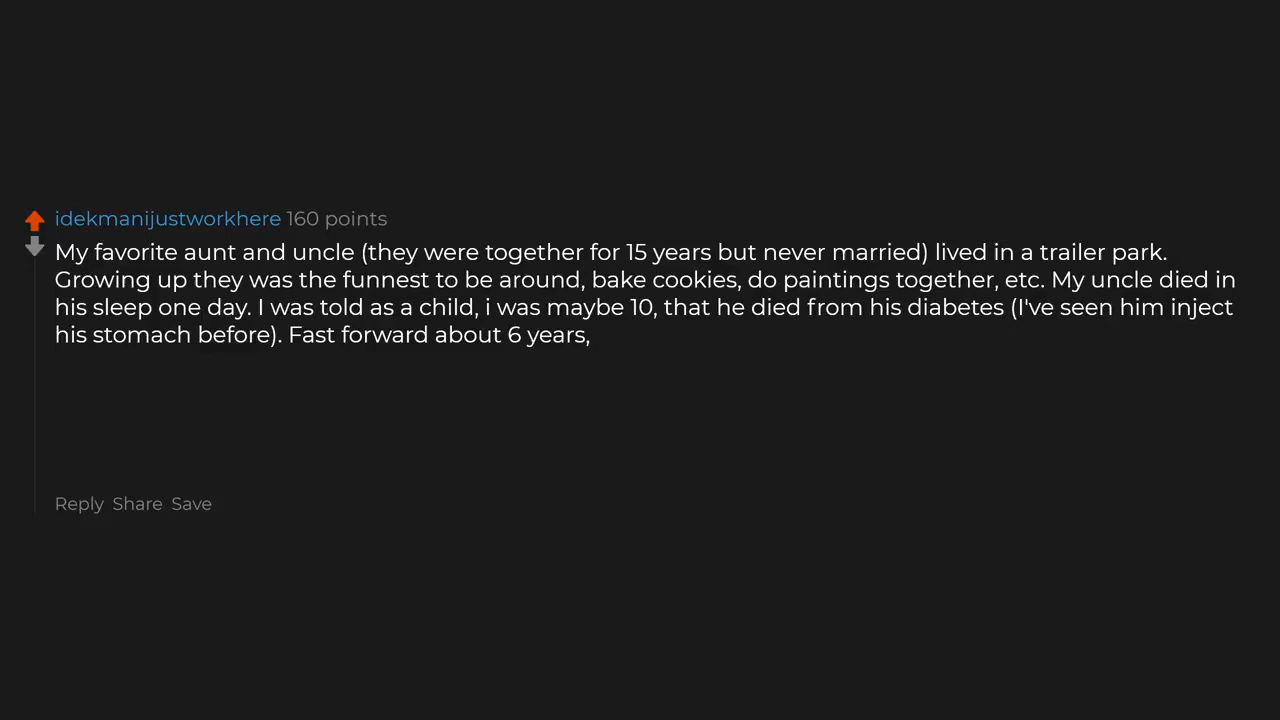 idekmanijustworkhere 160 points
My favorite aunt and uncle (they were together for 15 years but never married) lived in a trailer park.
Growing up they was the funnest to be around, bake cookies, do paintings together, etc. My uncle died in
his sleep one day. I was told as a child, i was maybe 10, that he died from his diabetes (I've seen him inject
his stomach before). Fast forward about 6 years,
Reply Share Save